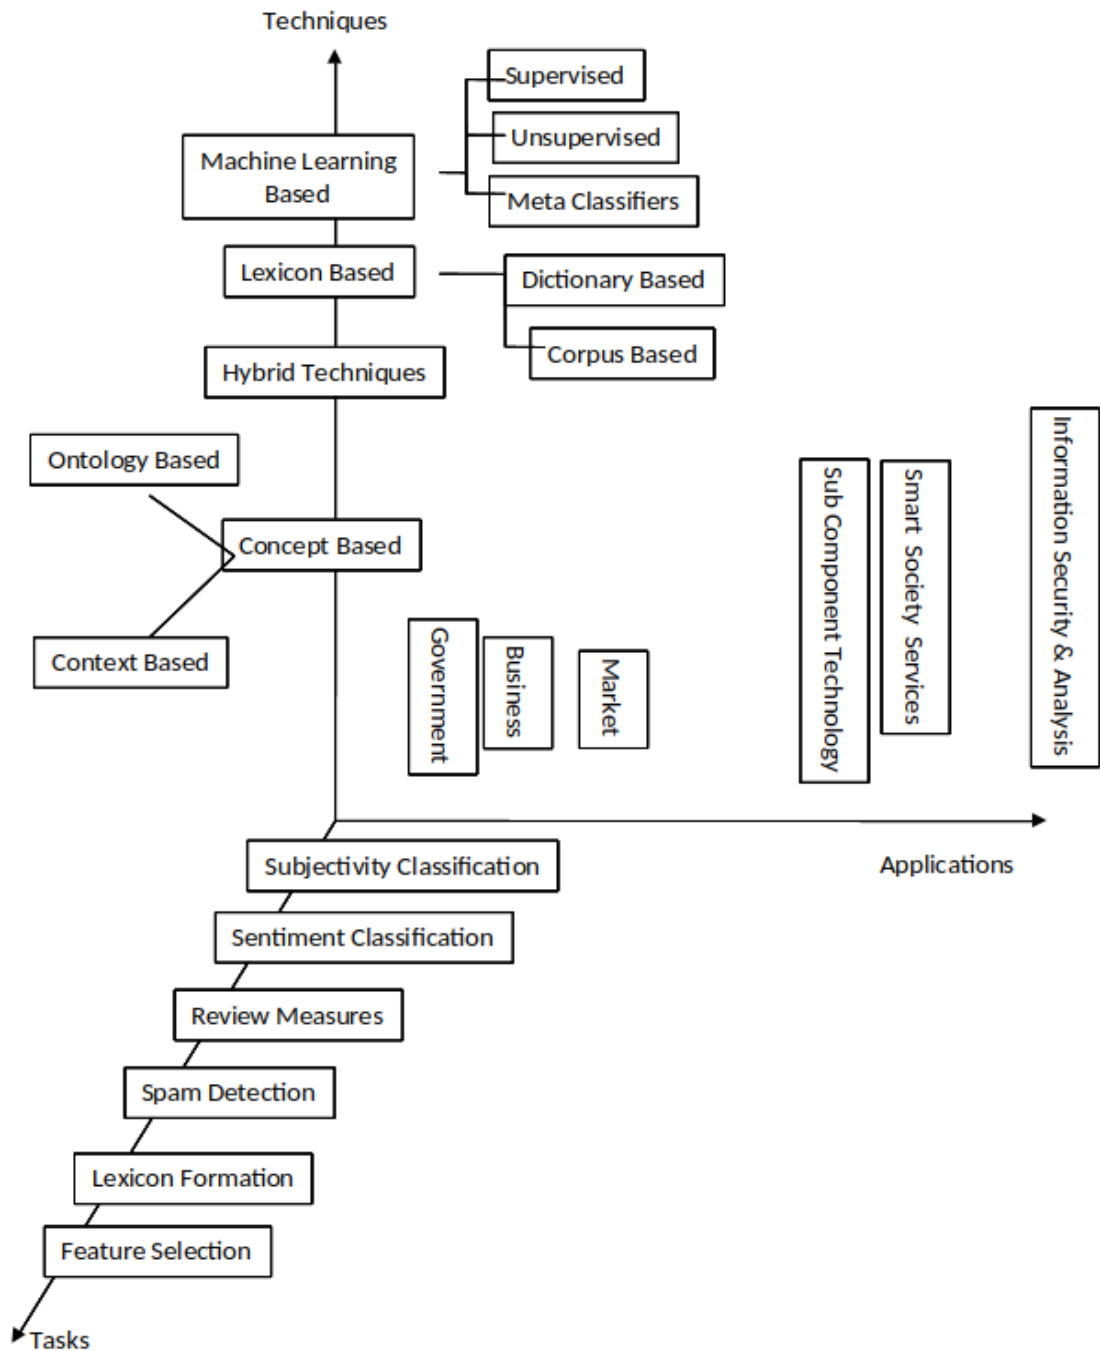 Techniques
Supervised
Unsupervised
Machine Learning
Based
Meta Classifiers
Lexicon Based
Dictionary Based
Corpus Based
Hybrid Techniques
Ontology Based
Concept Based
Context Based
Government
Business
Market
Sub Component Technology
Smart Society Services
Information Security & Analysis
Applications
Subjectivity Classification
Sentiment Classification
Review Measures
Spam Detection
Lexicon Formation
Feature Selection
Tasks